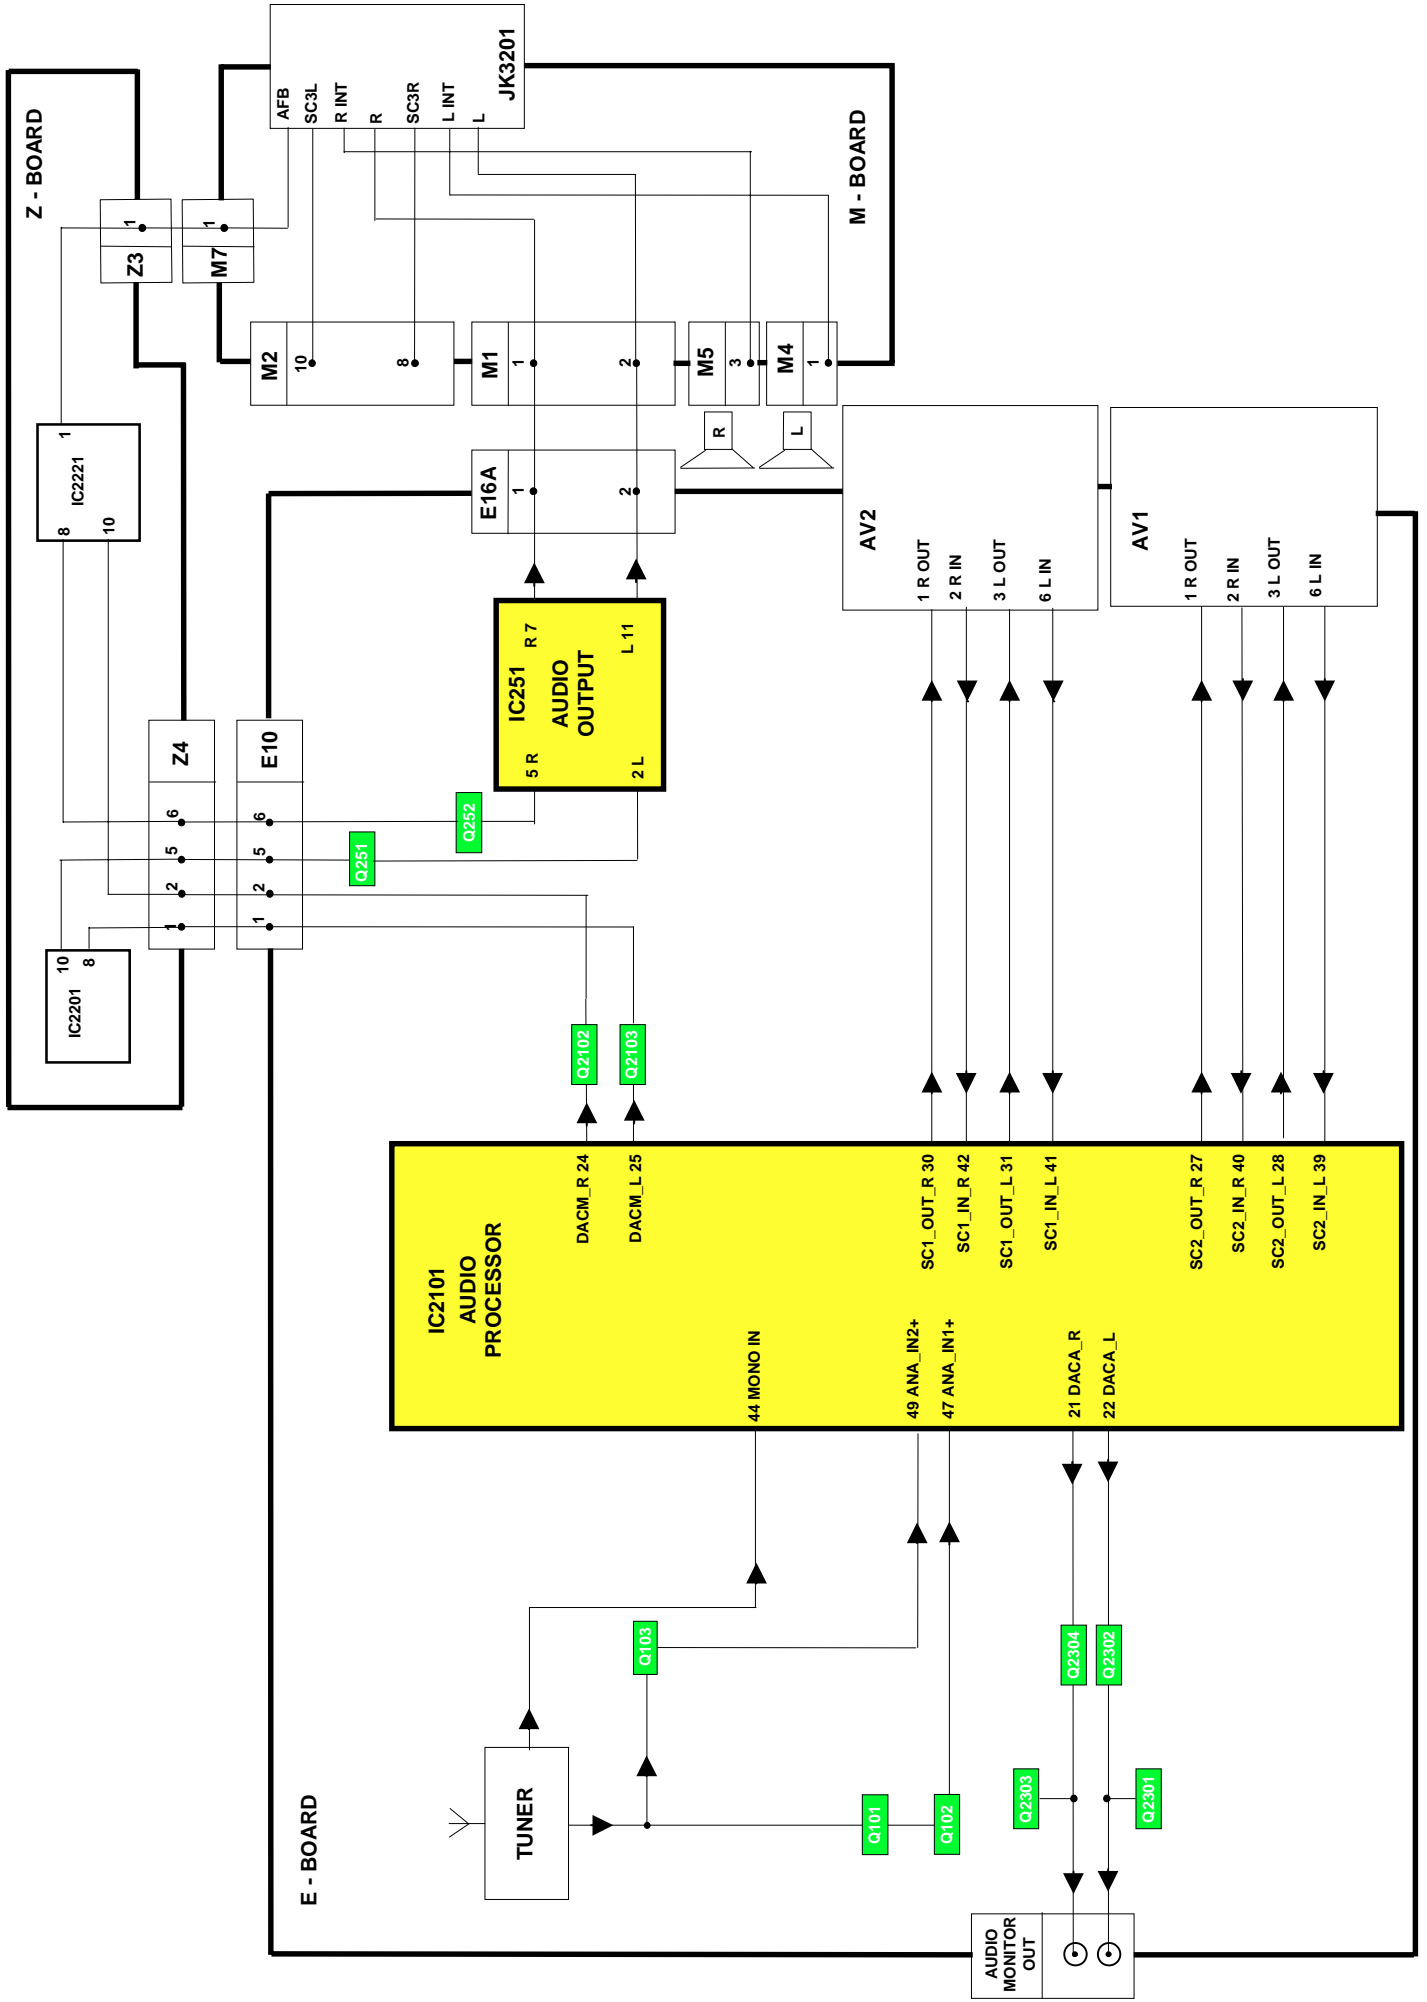 Z - BOARD
IC2201
10
8
IC2221
8
10
1
Z3
1
M7
1
Z4
1
2
5
6
E10
1
2
5
6
JK3201
AFB
SC3L
R INT
R
SC3R
L INT
L
M - BOARD
M2
10
8
M1
1
2
M5
3
M4
1
R
L
E16A
1
2
IC251
AUDIO
OUTPUT
5 R
2 L
R 7
L 11
Q252
Q251
Q2102
Q2103
AV2
1 R OUT
2 R IN
3 L OUT
6 L IN
AV1
1 R OUT
2 R IN
3 L OUT
6 L IN
IC2101
AUDIO
PROCESSOR
DACM_R 24
DACM_L 25
SC1_OUT_R 30
SC1_IN_R 42
SC1_OUT_L 31
SC1_IN_L 41
SC2_OUT_R 27
SC2_IN_R 40
SC2_OUT_L 28
SC2_IN_L 39
44 MONO IN
49 ANA_IN2+
47 ANA_IN1+
21 DACA_R
22 DACA_L
E - BOARD
TUNER
Q103
Q101
Q102
Q2304
Q2302
Q2303
Q2301
AUDIO
MONITOR
OUT